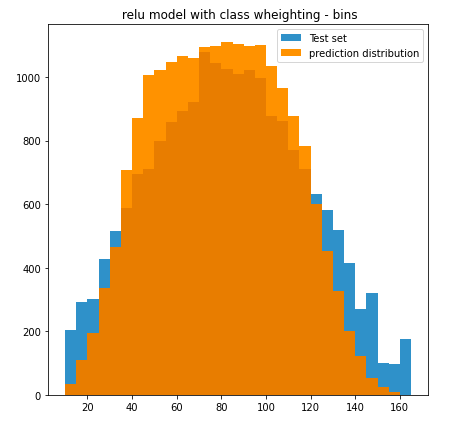 relu model with class wheighting - bins
Test set
prediction distribution
1000
800
600
400
200
0
20 40 60 80 100 120 140 160